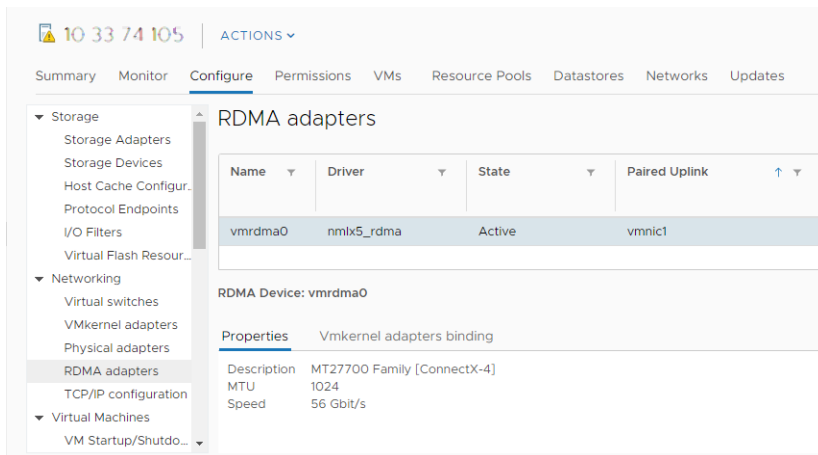 10 33 74 105 ACTIONS
Summary Monitor Configure Permissions VMs Resource Pools Datastores Networks Updates
Storage
Storage Adapters
Storage Devices
Host Cache Configur..
Protocol Endpoints
I/O Filters
Virtual Flash Resour...
Networking
Virtual switches
VMkernel adapters
Physical adapters
RDMA adapters
TCP/IP configuration
Virtual Machines
VM Startup/Shutdo...
RDMA adapters
Name Driver State Paired Uplink
vmrdma0 nmlx5_rdma Active vmnic1
RDMA Device: vmrdma0
Properties Vmkernel adapters binding
Description MT27700 Family [ConnectX-4]
MTU 1024
Speed 56 Gbit/s